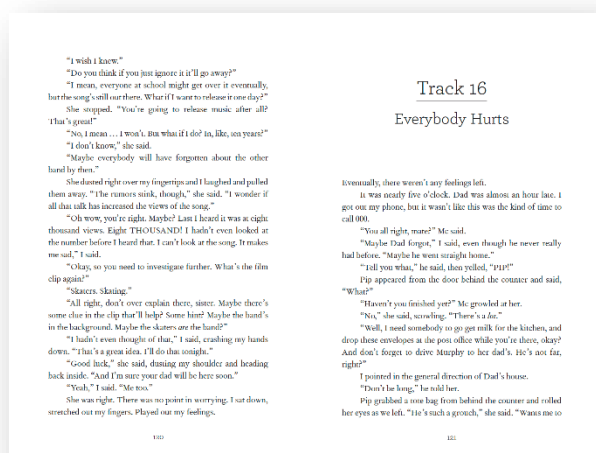 “I wish I knew.”
“Do you think if you just ignore it it’ll go away?”
“I mean, everyone at school might get over it eventually,
but the song’s still out there. What if I want to release it one day?”
She stopped. “You’re going to release music after all?
That’s great!”
“No, I mean ... I won’t. But what if I do? In, like, ten years?”
“I don’t know,” she said.
“Maybe everybody will have forgotten about the other
band by then.”
She dusted right over my fingertips and I laughed and pulled
them away. “The rumors stink, though,” she said. “I wonder if
all that talk has increased the views of the song.”
“Oh wow, you’re right. Maybe? Last I heard it was at eight
thousand views. Eight THOUSAND! I hadn’t even looked at
the number before I heard that. I can’t look at the song. It makes
me sad,” I said.
“Okay, so you need to investigate further. What’s the film
clip again?”
“Skaters. Skating.”
“All right, don’t over explain there, sister. Maybe there’s
some clue in the clip that’ll help? Some hint? Maybe the band’s
in the background. Maybe the skaters are the band?”
“I hadn’t even thought of that,” I said, crashing my hands
down. “That’s a great idea. I’ll do that tonight.”
“Good luck,” she said, dusting my shoulder and heading
back inside. “And I’m sure your dad will be here soon.”
“Yeah,” I said. “Me too.”
She was right. There was no point in worrying. I sat down,
stretched out my fingers. Played out my feelings.
120
Track 16
Everybody Hurts
Eventually, there weren’t any feelings left.
It was nearly five o’clock. Dad was almost an hour late. I
got out my phone, but it wasn’t like this was the kind of time to
call 000.
“You all right, mate?” Mc said.
“Maybe Dad forgot,” I said, even though he never really
had before. “Maybe he went straight home.”
“Tell you what,” he said, then yelled, “PIP!”
Pip appeared from the door behind the counter and said,
“What?”
“Haven’t you finished yet?” Mc growled at her.
“No,” she said, scowling. “There’s a lot.”
“Well, I need somebody to go get milk for the kitchen, and
drop these envelopes at the post office while you’re there, okay?
And don’t forget to drive Murphy to her dad’s. He’s not far,
right?”
I pointed in the general direction of Dad’s house.
“Don’t be long,” he told her.
Pip grabbed a tote bag from behind the counter and rolled
her eyes as we left. “He’s such a grouch,” she said. “Wants me to
121